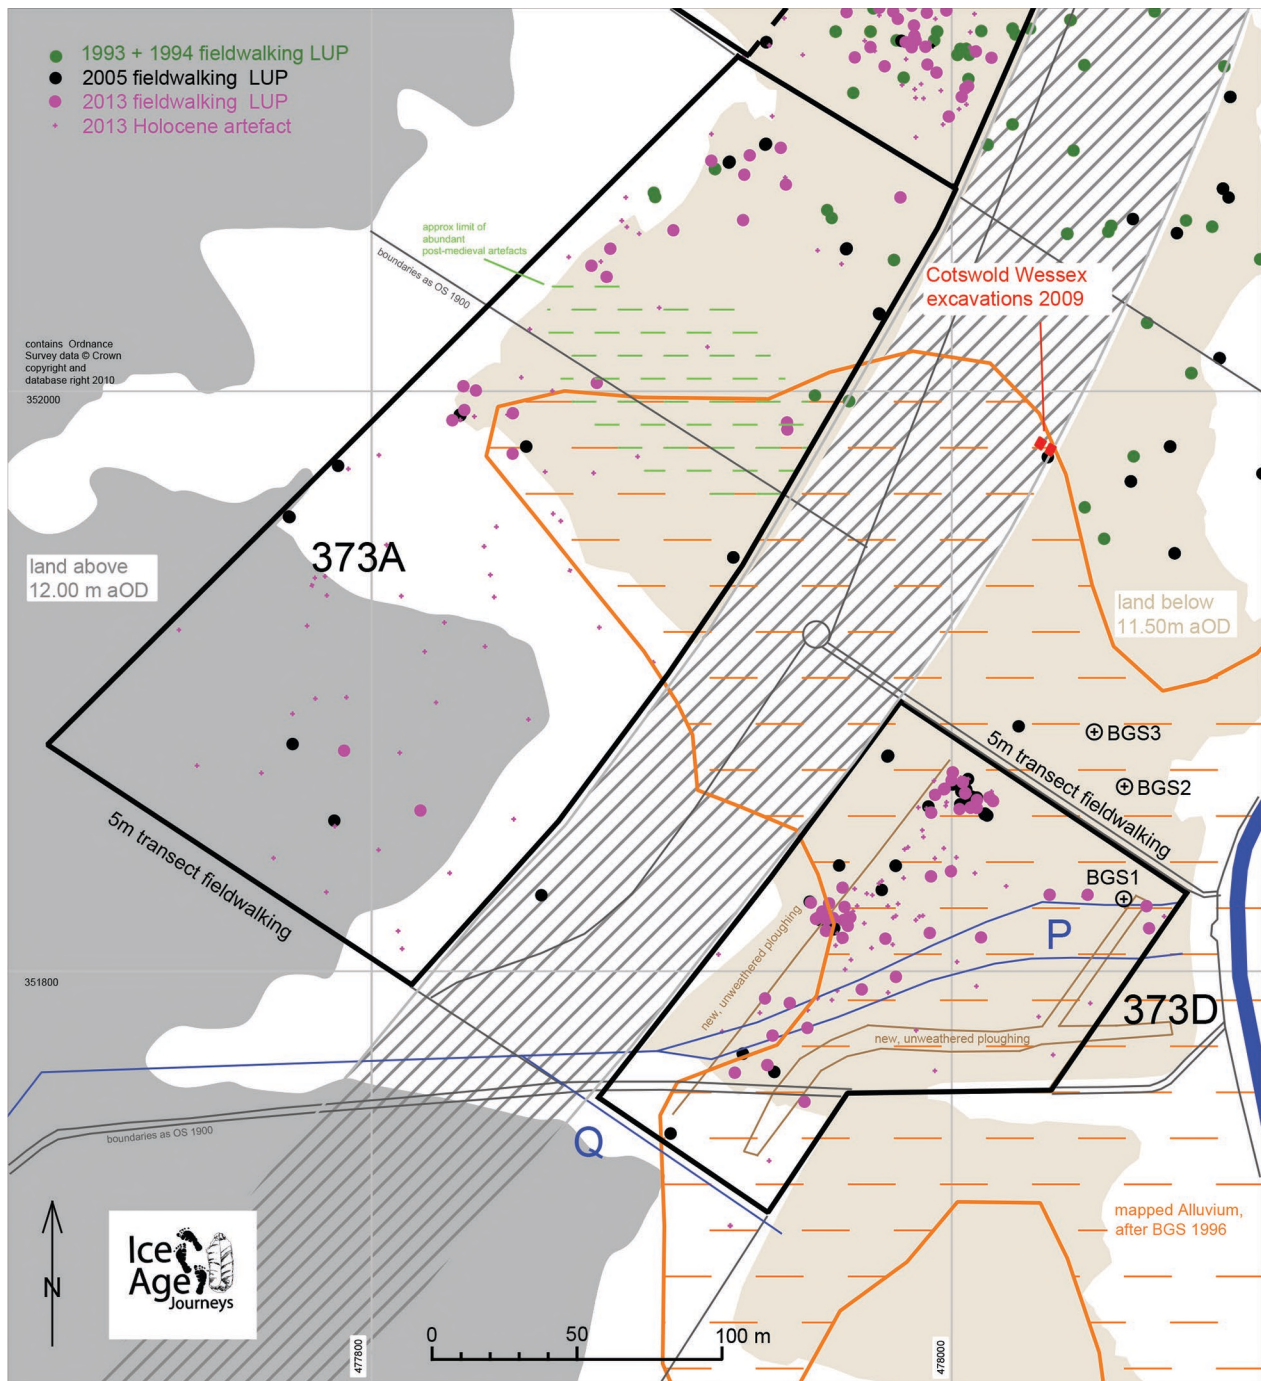 1993 + 1994 fieldwalking LUP
2005 fieldwalking LUP
2013 fieldwalking LUP
2013 Holocene artefact
approx limit of
abundant
post-medieval artefacts
boundaries as OS 1900
Cotswold Wessex
excavations 2009
contains Ordnance
Survey data © Crown
copyright and
database right 2010
352000
373A
land above
12.00 m aOD
land below
11.50m aOD
5m transect fieldwalking
BGS3
BGS2
5m transect fieldwalking
BGS1
P
new, unweathered ploughing
351800
373D
new, unweathered ploughing
boundaries as OS 1900
Q
mapped Alluvium,
after BGS 1996
N
Ice
Age
Journeys
0 50 100 m
477800
478000